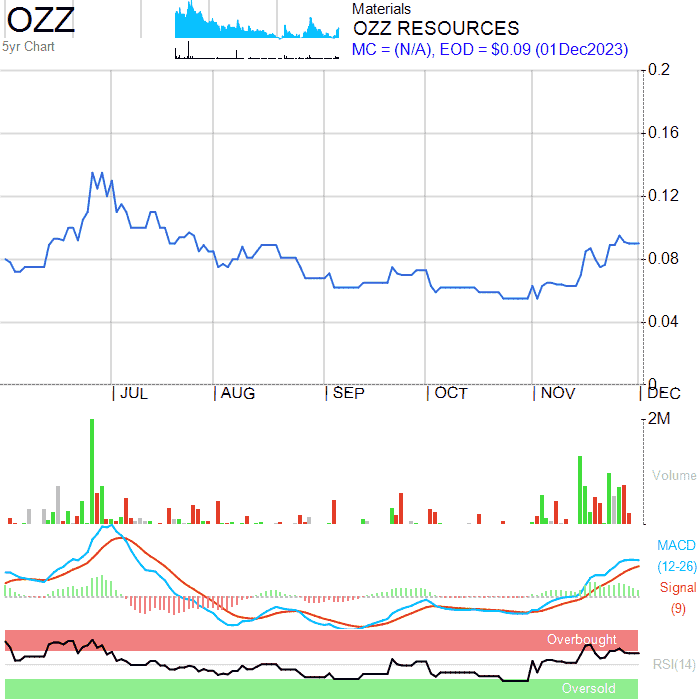 OZZ
5yr Chart
Materials
OZZ RESOURCES
MC = (N/A), EOD = $0.09 (01Dec2023)
0.2
0.16
0.12
0.08
0.04
0
JUL
AUG
SEP
OCT
NOV
DEC
2M
Volume
MACD
(12-26)
Signal
(9)
Overbought
RSI(14)
Oversold